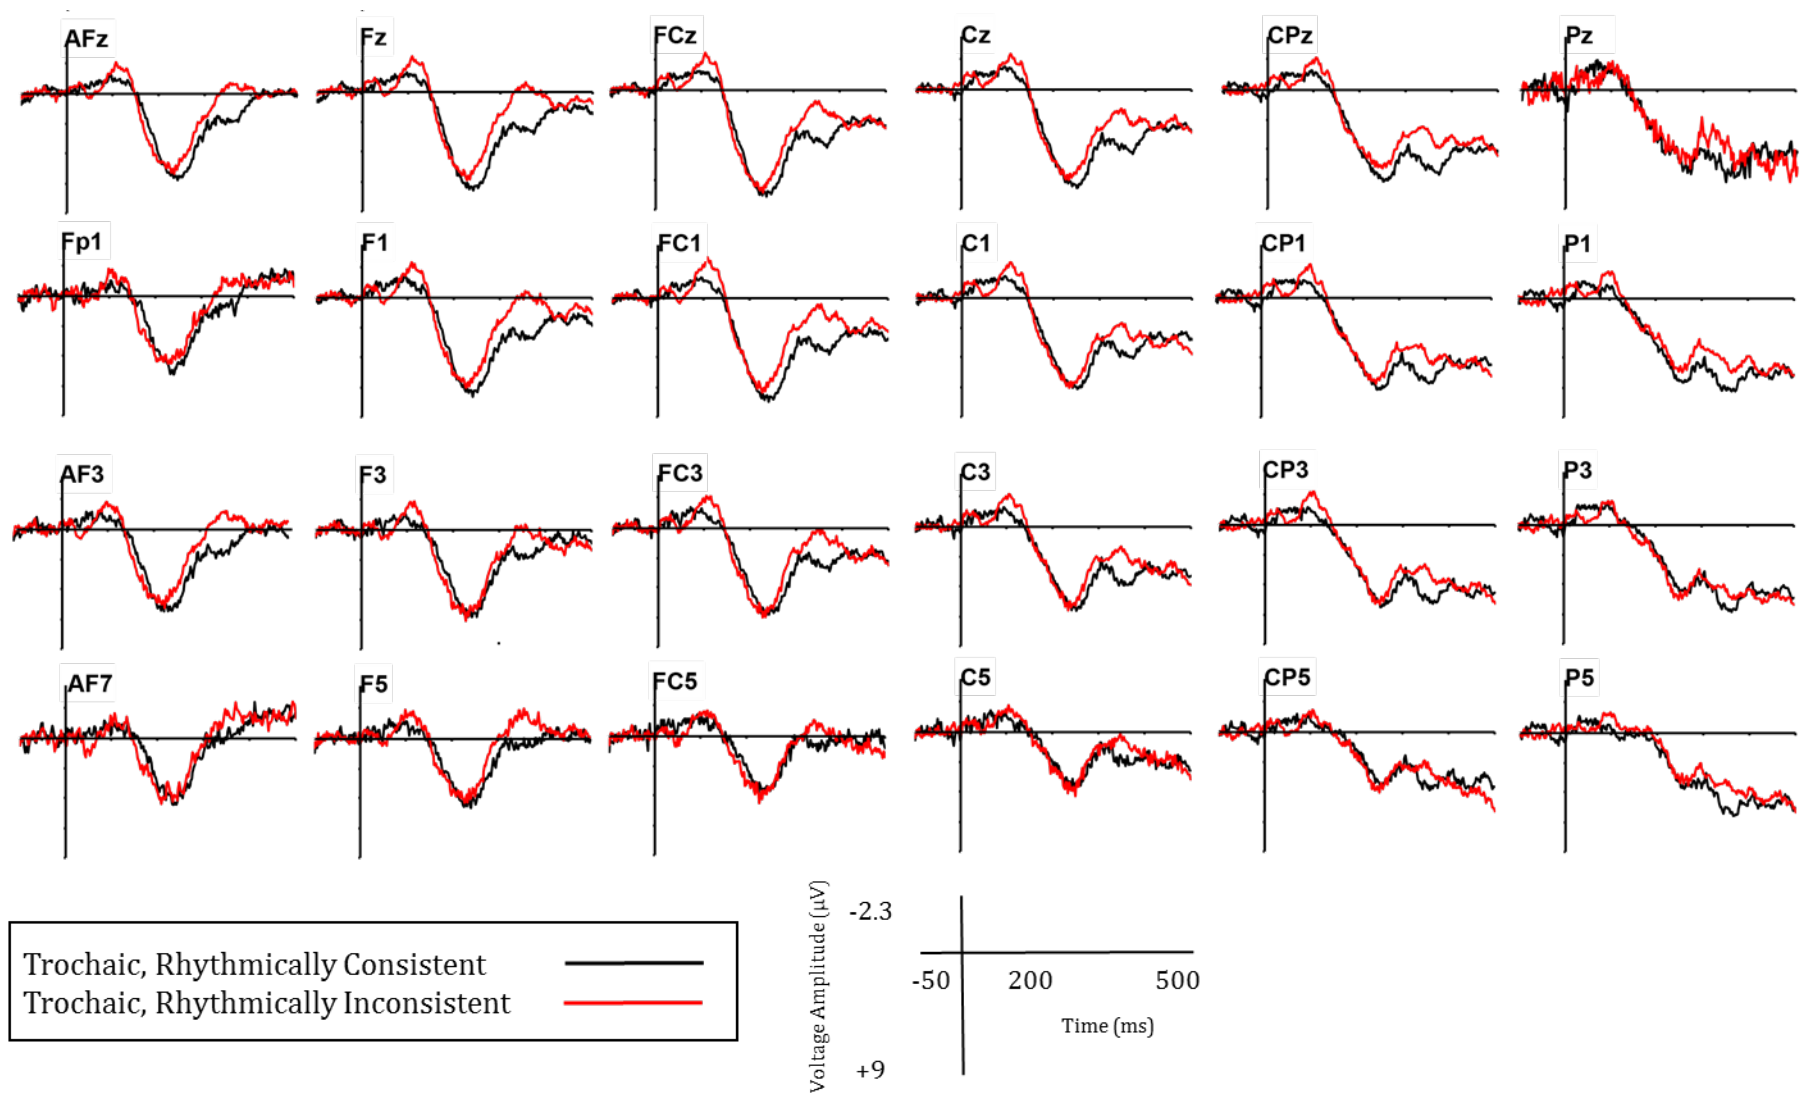 AFz
Fz
FCz
Cz
CPz
Pz
Fp1
F1
FC1
C1
CP1
P1
AF3
F3
FC3
C3
CP3
P3
AF7
F5
FC5
C5
CP5
P5
Trochaic, Rhythmically Consistent
Trochaic, Rhythmically Inconsistent
Voltage Amplitude (μV)
-2.3
+9
-50 200 500
Time (ms)